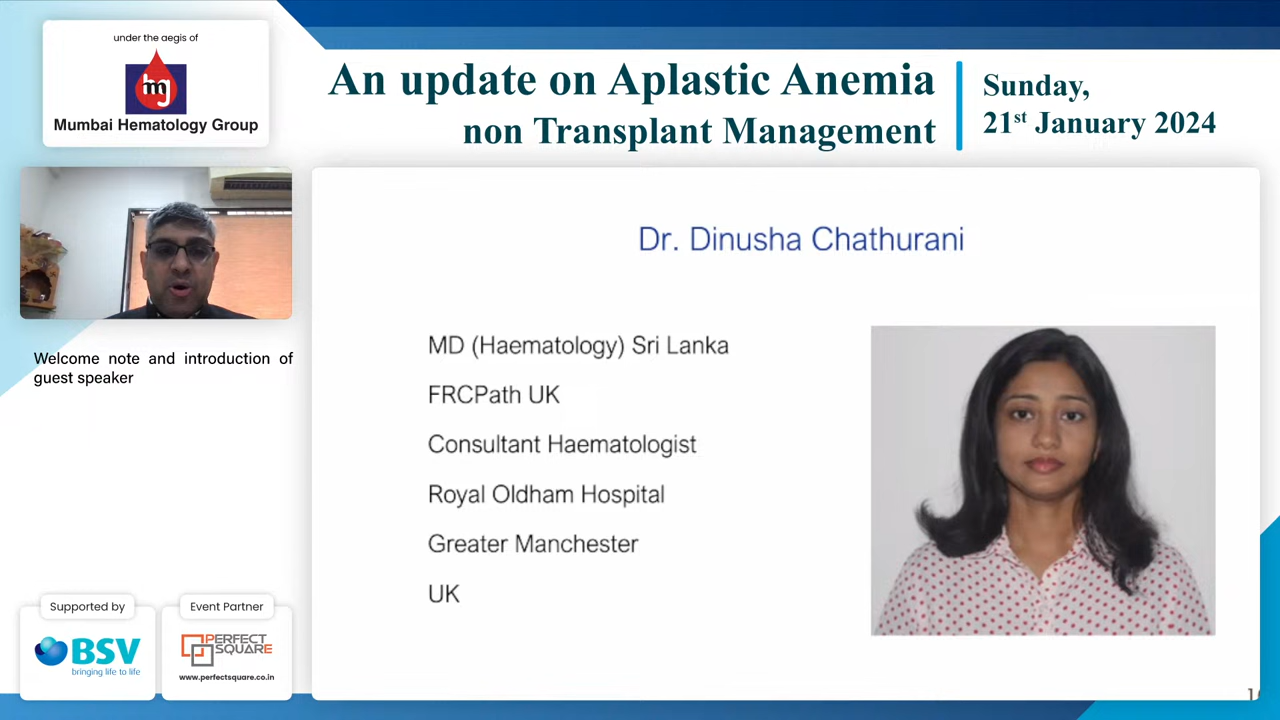 under the aegis of
mg
Mumbai Hematology Group
An update on Aplastic Anemia
non Transplant Management
Sunday,
21st January 2024
Welcome note and introduction of
guest speaker
Dr. Dinusha Chathurani
MD (Haematology) Sri Lanka
FRCPath UK
Consultant Haematologist
Royal Oldham Hospital
Greater Manchester
UK
Supported by
BSV
bringing life to life
Event Partner
PERFECT
SQUARE
www.perfectsquare.co.in